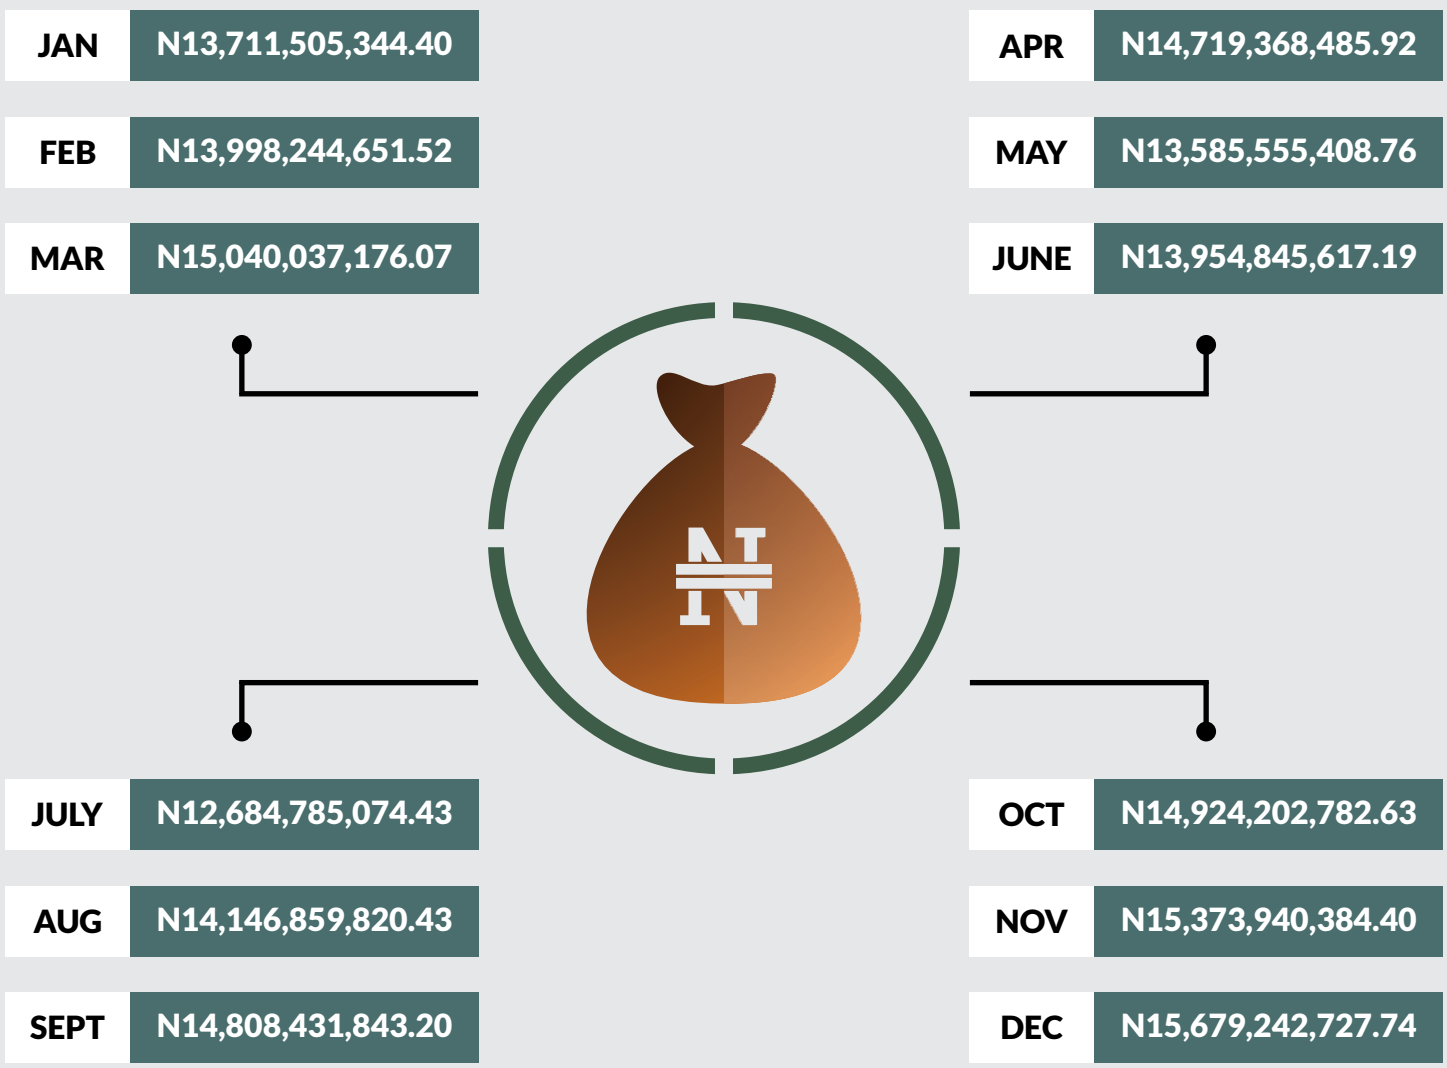 JAN N13,711,505,344.40
FEB N13,998,244,651.52
MAR N15,040,037,176.07
APR N14,719,368,485.92
MAY N13,585,555,408.76
JUNE N13,954,845,617.19
JULY N12,684,785,074.43
AUG N14,146,859,820.43
SEPT N14,808,431,843.20
OCT N14,924,202,782.63
NOV N15,373,940,384.40
DEC N15,679,242,727.74